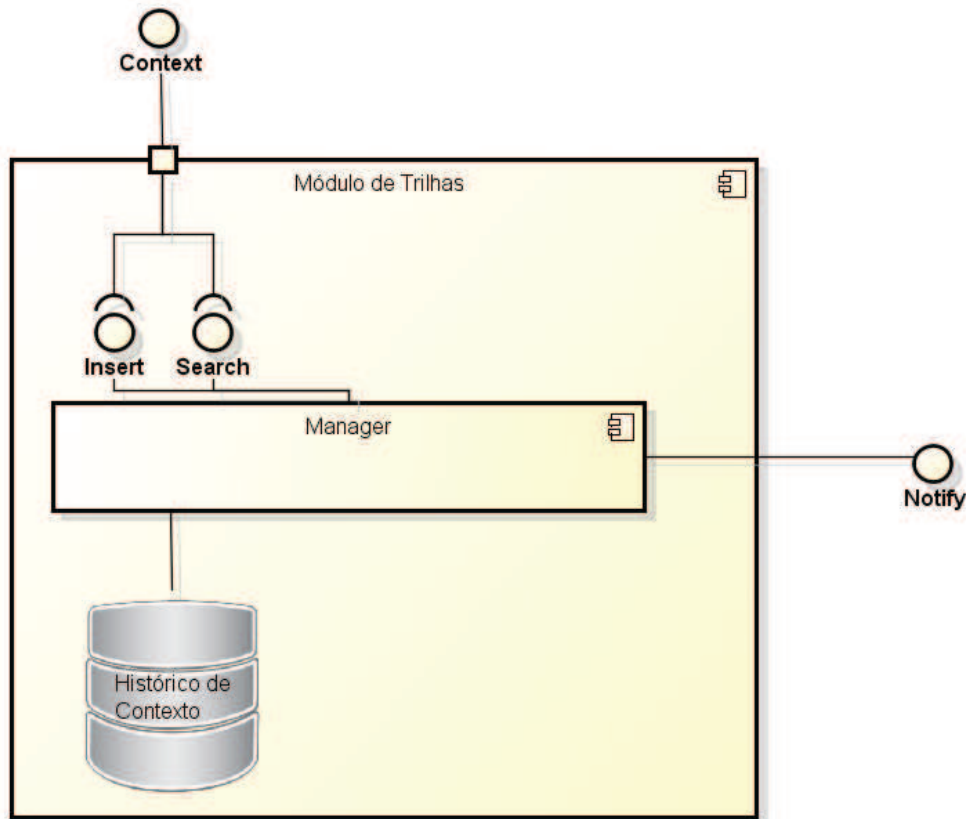 Context
Módulo de Trilhas
Insert
Search
Manager
Notify
Histórico de
Contexto